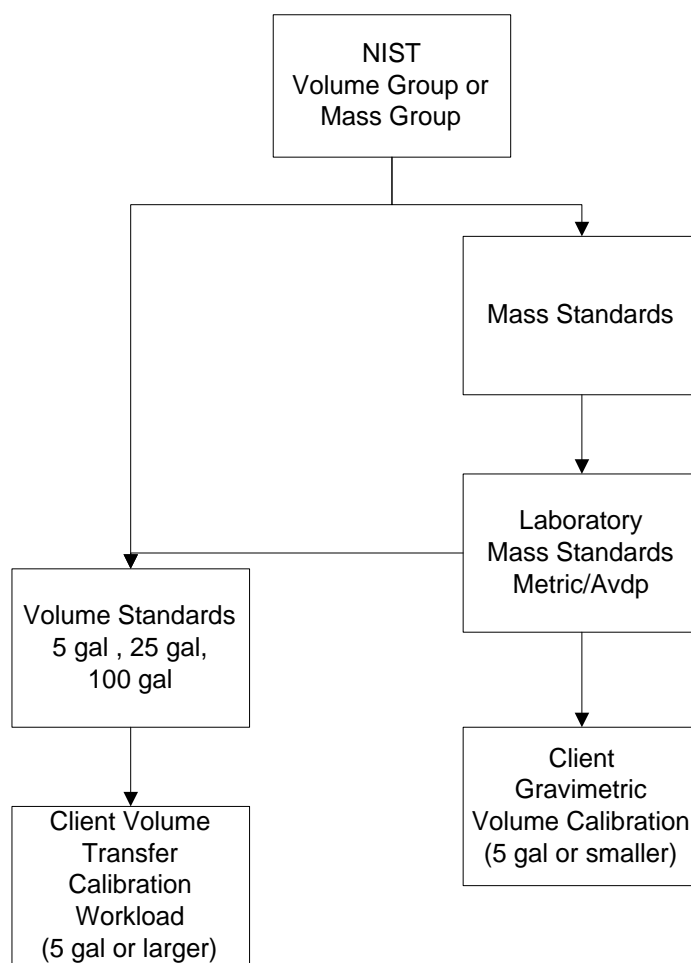 NIST
Volume Group or
Mass Group
Mass Standards
Laboratory
Mass Standards
Metric/Avdp
Volume Standards
5 gal , 25 gal,
100 gal
Client
Gravimetric
Volume Calibration
(5 gal or smaller)
Client Volume
Transfer
Calibration
Workload
(5 gal or larger)